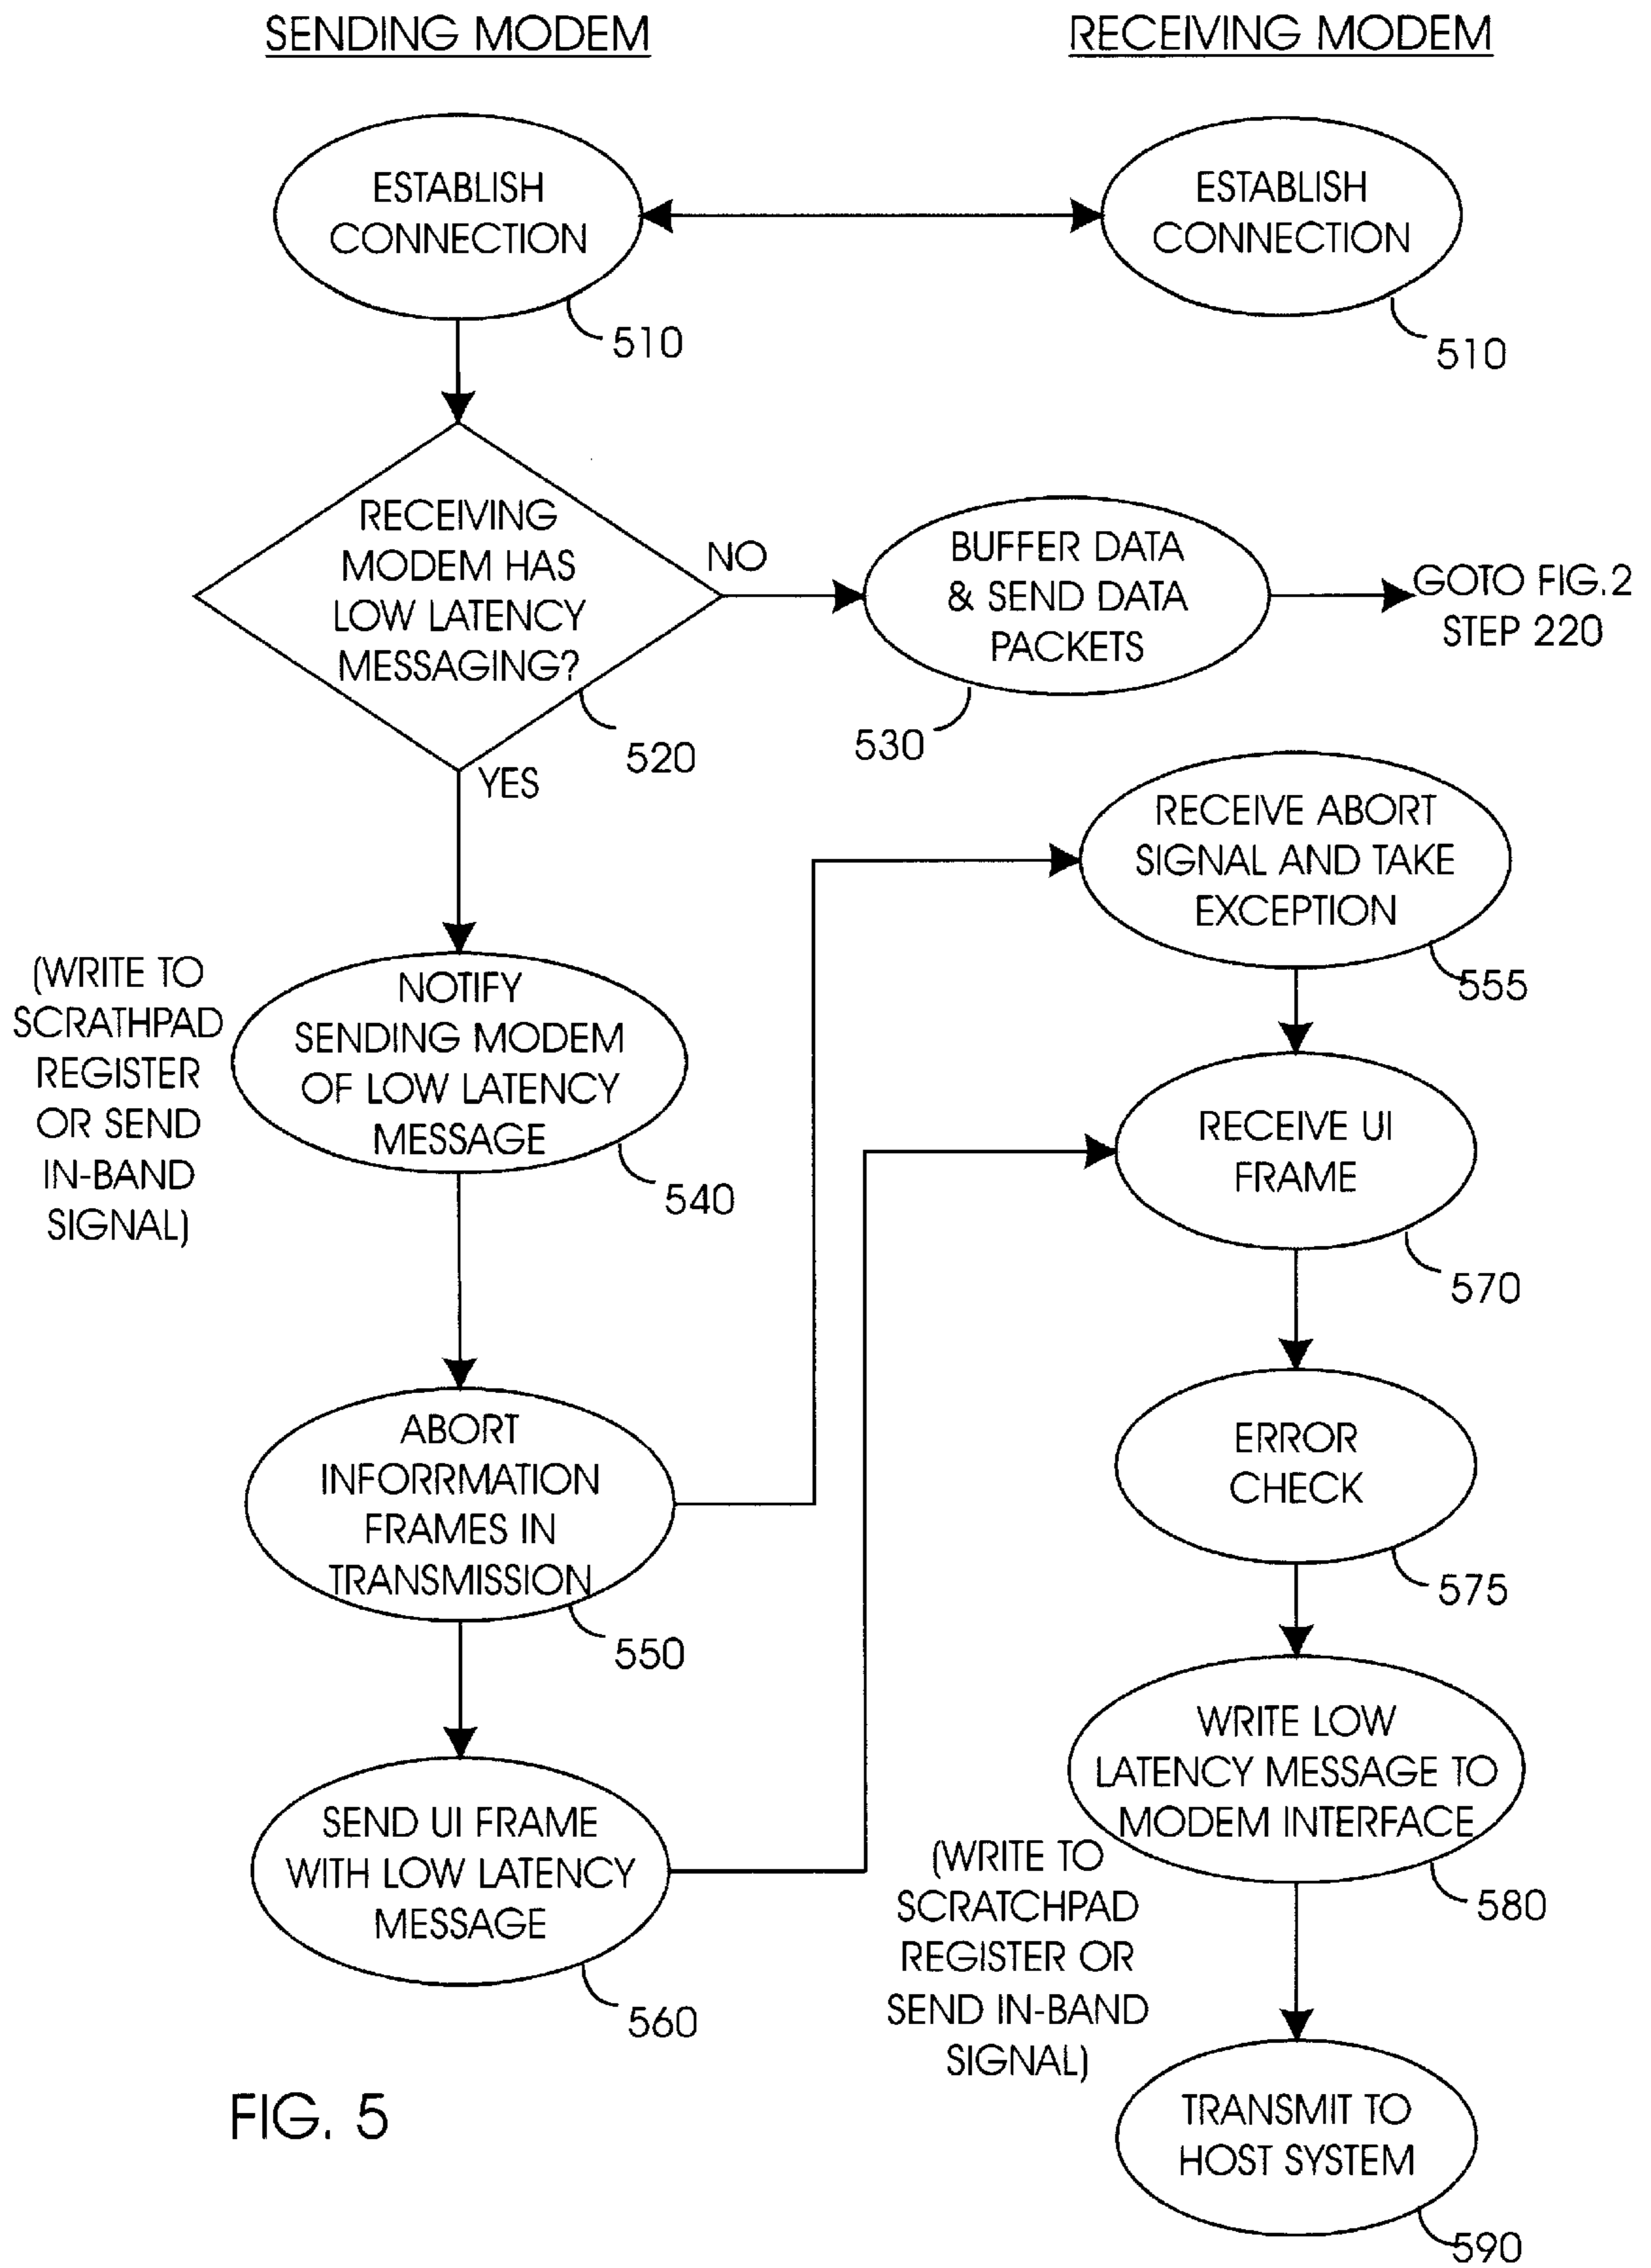 SENDING MODEM
RECEIVING MODEM
ESTABLISH
CONNECTION
510
ESTABLISH
CONNECTION
510
RECEIVING
MODEM HAS
LOW LATENCY
MESSAGING?
520
NO
YES
BUFFER DATA
& SEND DATA
PACKETS
530
GOTO FIG.2
STEP 220
(WRITE TO
SCRATHPAD
REGISTER
OR SEND
IN-BAND
SIGNAL)
NOTIFY
SENDING MODEM
OF LOW LATENCY
MESSAGE
540
RECEIVE ABORT
SIGNAL AND TAKE
EXCEPTION
555
RECEIVE UI
FRAME
570
ABORT
INFORRMATION
FRAMES IN
TRANSMISSION
550
ERROR
CHECK
575
SEND UI FRAME
WITH LOW LATENCY
MESSAGE
560
WRITE LOW
LATENCY MESSAGE TO
MODEM INTERFACE
580
(WRITE TO
SCRATCHPAD
REGISTER OR
SEND IN-BAND
SIGNAL)
TRANSMIT TO
HOST SYSTEM
590
FIG. 5